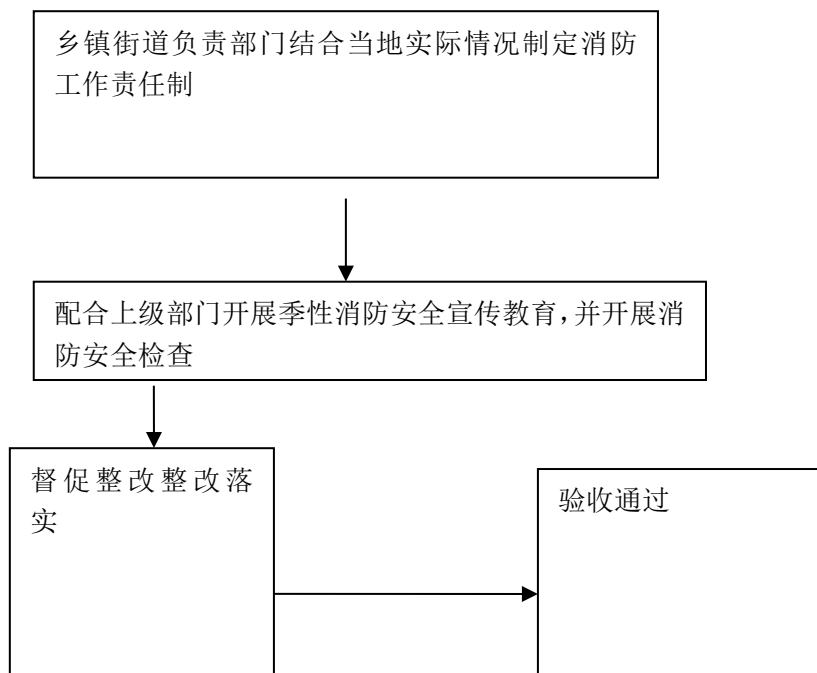 乡镇街道负责部门结合当地实际情况制定消防
工作责任制
配合上级部门开展季性消防安全宣传教育，并开展消
防安全检查
督促整改整改落
实
验收通过